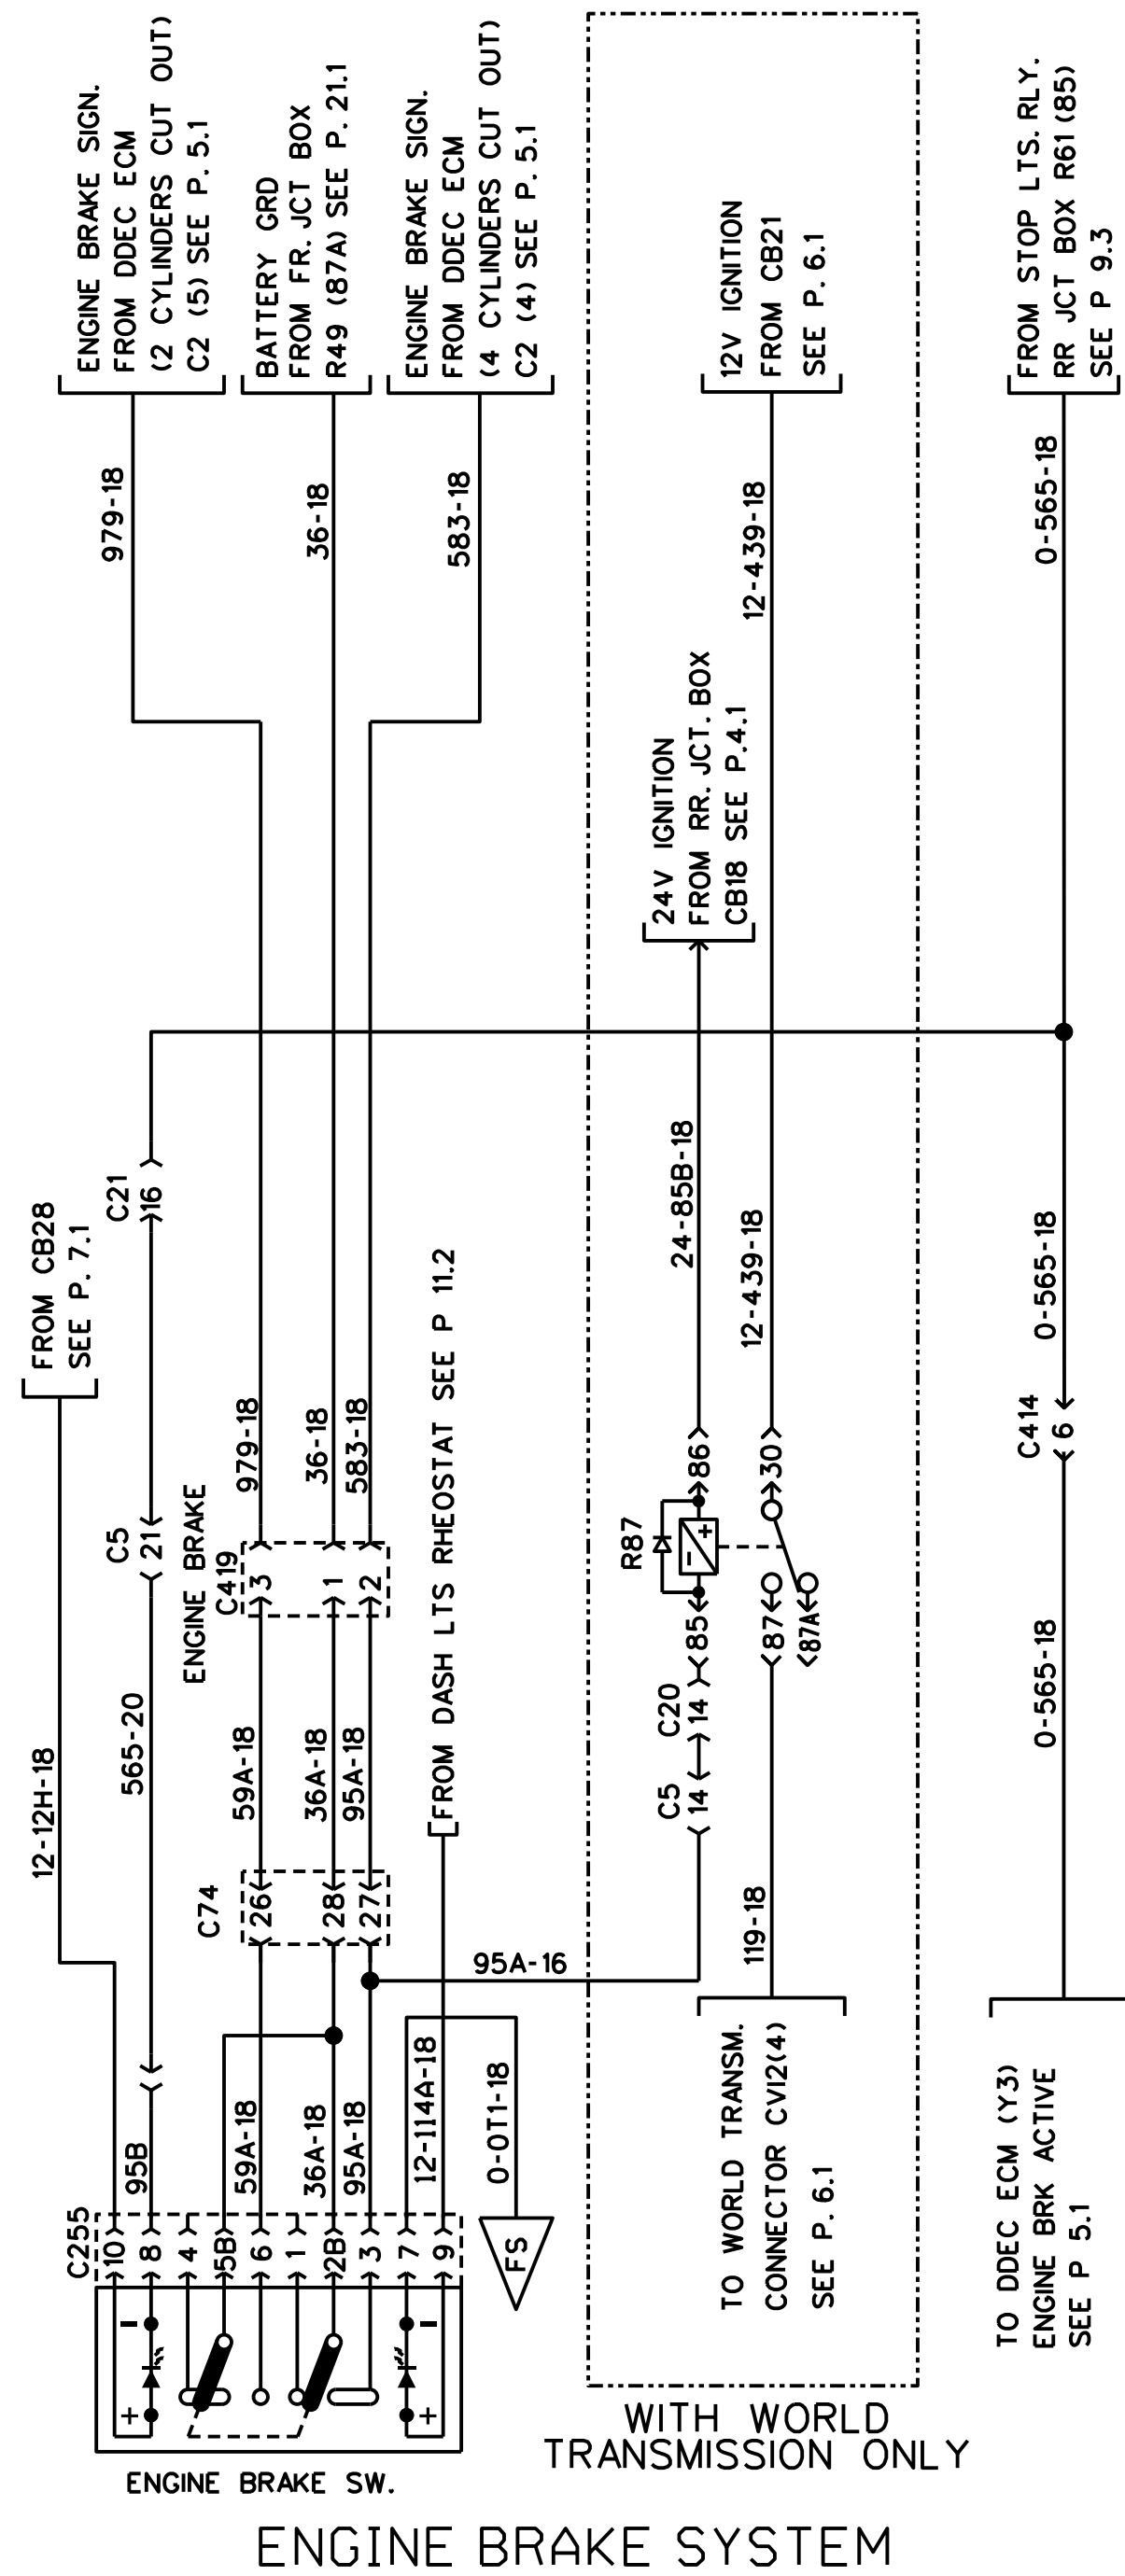 ENGINE BRAKE SIGN.
FROM DDEC ECM
(2 CYLINDERS CUT OUT)
C2 (5) SEE P. 5.1
BATTERY GRD
FROM FR. JCT BOX
R49 (87A) SEE P. 21.1
ENGINE BRAKE SIGN.
FROM DDEC ECM
(4 CYLINDERS CUT OUT)
C2 (4) SEE P. 5.1
12V IGNITION
FROM CB21
SEE P. 6.1
FROM STOP LTS. RLY.
RR JCT BOX R61 (85)
SEE P 9.3
979-18
36-18
583-18
12-439-18
0-565-18
24V IGNITION
FROM RR. JCT. BOX
CB18 SEE P.4.1
FROM CB28
SEE P. 7.1
C21
16
24-85B-18
12-439-18
0-565-18
FROM DASH LTS RHEOSTAT SEE P 11.2
979-18
36-18
583-18
C5
21
ENGINE BRAKE
C419
3
1
2
R87
86
30
+
-
85
87
87A
C414
6
12-12H-18
565-20
59A-18
36A-18
95A-18
C20
14
C5
14
0-565-18
C74
26
28
27
95A-16
119-18
95B
59A-18
36A-18
95A-18
12-114A-18
0-0T1-18
FS
C255
10
8
4
5B
6
1
2B
3
7
9
-
+
-
+
TO WORLD TRANSM.
CONNECTOR CVI2(4)
SEE P. 6.1
TO DDEC ECM (Y3)
ENGINE BRK ACTIVE
SEE P 5.1
WITH WORLD
TRANSMISSION ONLY
ENGINE BRAKE SW.
ENGINE BRAKE SYSTEM